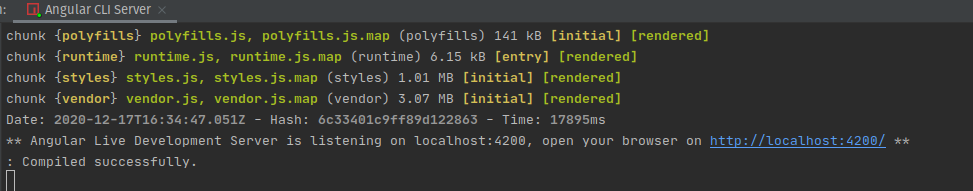 n: Angular CLI Server ×
chunk {polyfills} polyfills.js, polyfills.js.map (polyfills) 141 kB [initial] [rendered]
chunk {runtime} runtime.js, runtime.js.map (runtime) 6.15 kB [entry] [rendered]
chunk {styles} styles.js, styles.js.map (styles) 1.01 MB [initial] [rendered]
chunk {vendor} vendor.js, vendor.js.map (vendor) 3.07 MB [initial] [rendered]
Date: 2020-12-17T16:34:47.051Z - Hash: 6c33401c9ff89d122863 - Time: 17895ms
** Angular Live Development Server is listening on localhost:4200, open your browser on http://localhost:4200/ **
: Compiled successfully.